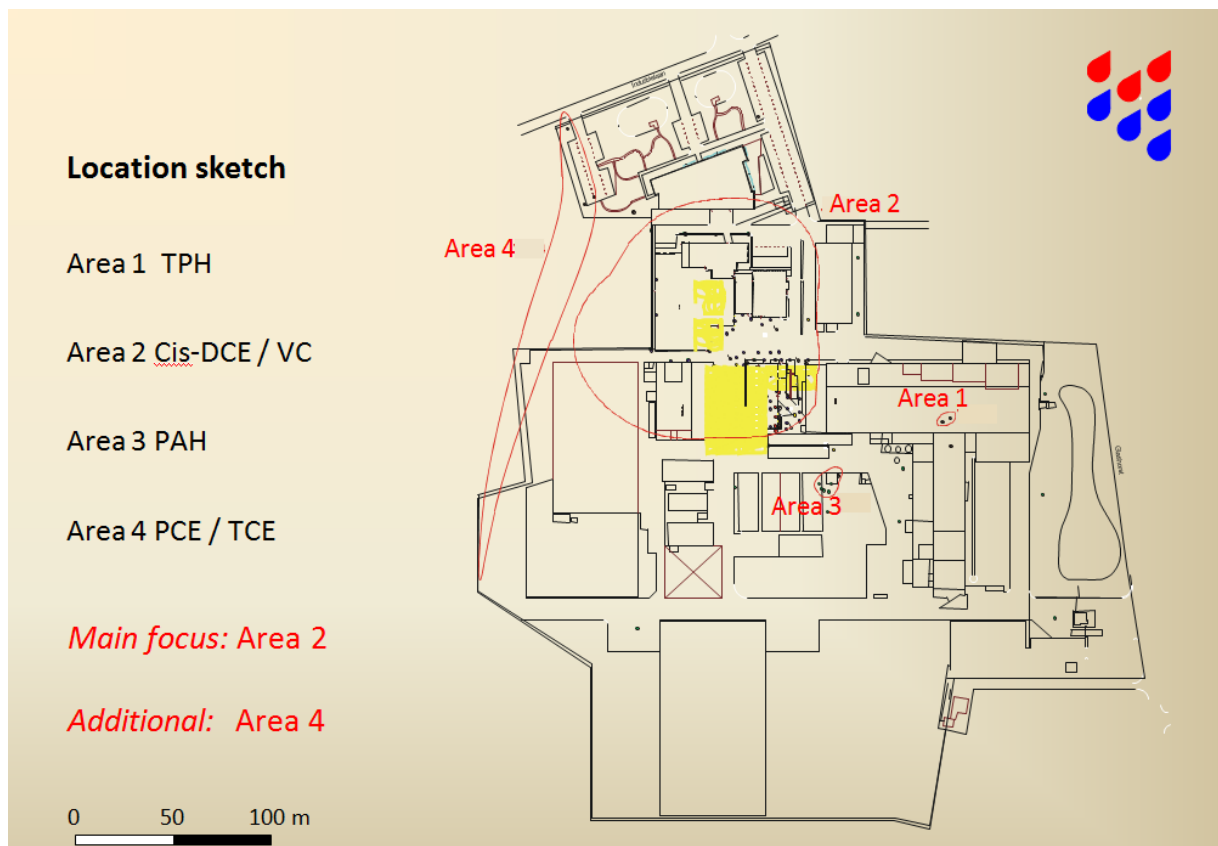 Location sketch
Area 1 TPH
Area 2 Cis-DCE / VC
Area 3 PAH
Area 4 PCE / TCE
Main focus: Area 2
Additional: Area 4
0 50 100 m
Area 2
Area 4
Area 1
Area 3